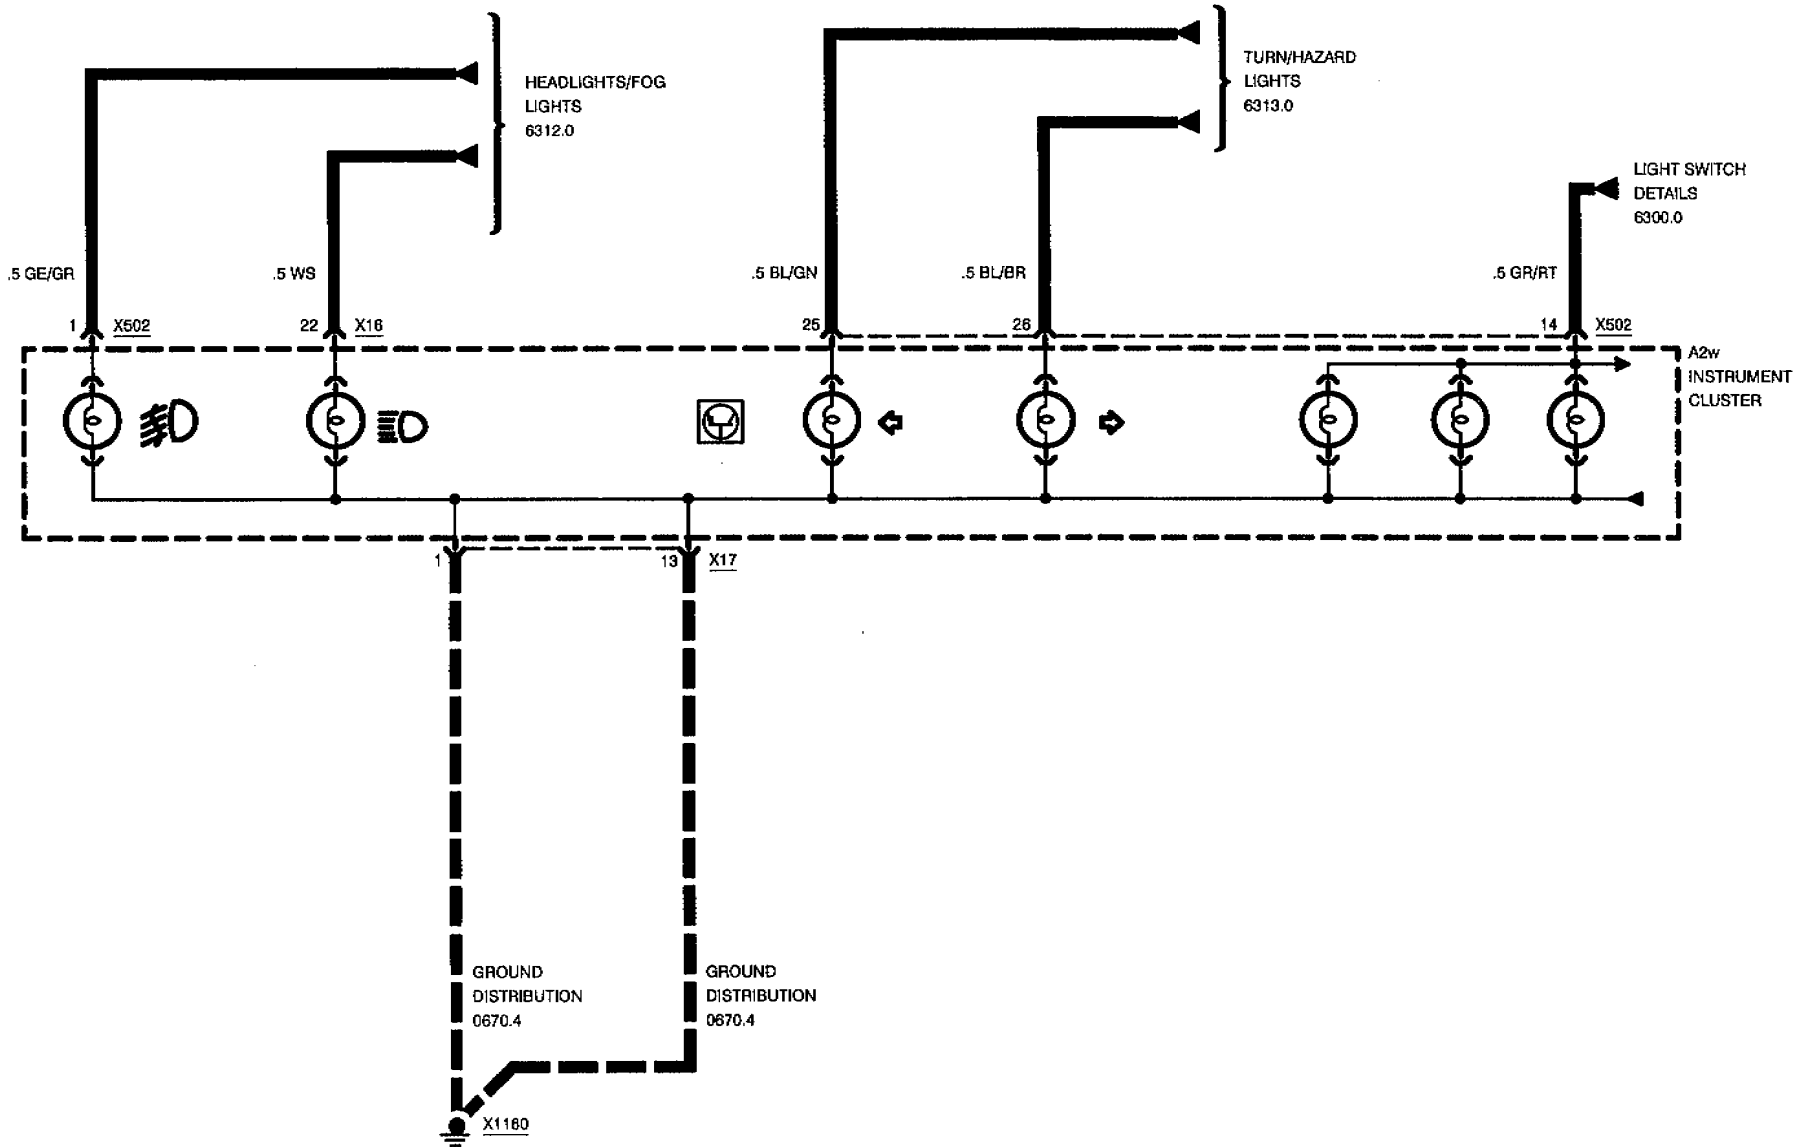 HEADLIGHTS/FOG
LIGHTS
6312.0
TURN/HAZARD
LIGHTS
6313.0
LIGHT SWITCH
DETAILS
6300.0
.5 GE/GR
.5 WS
.5 BL/GN
.5 BL/BR
.5 GR/RT
1 X502
22 X16
25
26
14 X502
A2w
INSTRUMENT
CLUSTER
1
13 X17
GROUND
DISTRIBUTION
0670.4
GROUND
DISTRIBUTION
0670.4
X1160